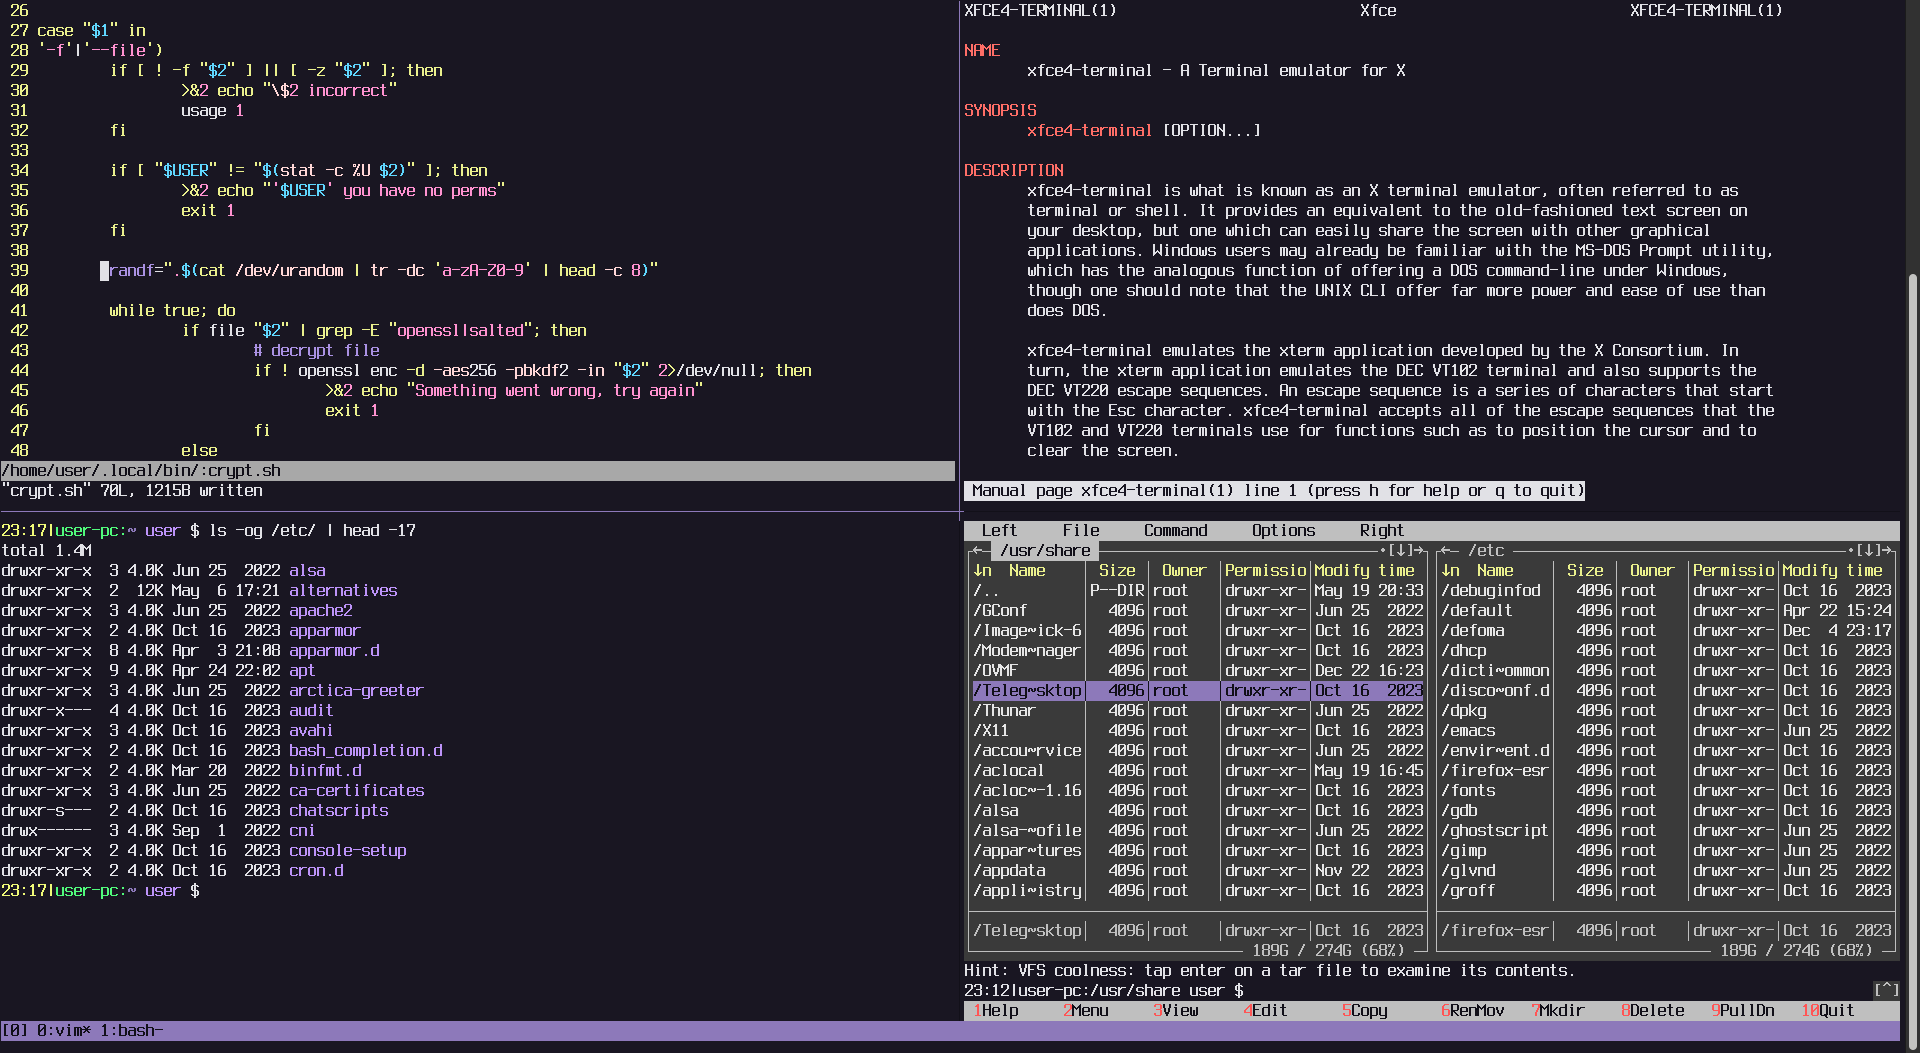 26
27 case "$1" in
28 '-f'|'--file')
29         if [ ! -f "$2" ] || [ -z "$2" ]; then
30                 >&2 echo "\$2 incorrect"
31                 usage 1
32         fi
33
34         if [ "$USER" != "$(stat -c %U $2)" ]; then
35                 >&2 echo "'$USER' you have no perms"
36                 exit 1
37         fi
38
39         randf=".$(cat /dev/urandom | tr -dc 'a-zA-Z0-9' | head -c 8)"
40
41         while true; do
42                 if file "$2" | grep -E "openssl|salted"; then
43                         # decrypt file
44                         if ! openssl enc -d -aes256 -pbkdf2 -in "$2" 2>/dev/null; then
45                                 >&2 echo "Something went wrong, try again"
46                                 exit 1
47                         fi
48                 else
/home/user/.local/bin/:crypt.sh
"crypt.sh" 70L, 1215B written
XFCE4-TERMINAL(1)                           Xfce                          XFCE4-TERMINAL(1)
NAME
       xfce4-terminal - A Terminal emulator for X
SYNOPSIS
       xfce4-terminal [OPTION...]
DESCRIPTION
       xfce4-terminal is what is known as an X terminal emulator, often referred to as
       terminal or shell. It provides an equivalent to the old-fashioned text screen on
       your desktop, but one which can easily share the screen with other graphical
       applications. Windows users may already be familiar with the MS-DOS Prompt utility,
       which has the analogous function of offering a DOS command-line under Windows,
       though one should note that the UNIX CLI offer far more power and ease of use than
       does DOS.
       xfce4-terminal emulates the xterm application developed by the X Consortium. In
       turn, the xterm application emulates the DEC VT102 terminal and also supports the
       DEC VT220 escape sequences. An escape sequence is a series of characters that start
       with the Esc character. xfce4-terminal accepts all of the escape sequences that the
       VT102 and VT220 terminals use for functions such as to position the cursor and to
       clear the screen.
Manual page xfce4-terminal(1) line 1 (press h for help or q to quit)
23:17|user-pc:~ user $ ls -og /etc/ | head -17
total 1.4M
drwxr-xr-x  3 4.0K Jun 25  2022 alsa
drwxr-xr-x  2  12K May  6 17:21 alternatives
drwxr-xr-x  3 4.0K Jun 25  2022 apache2
drwxr-xr-x  2 4.0K Oct 16  2023 apparmor
drwxr-xr-x  8 4.0K Apr  3 21:08 apparmor.d
drwxr-xr-x  9 4.0K Apr 24 22:02 apt
drwxr-xr-x  3 4.0K Jun 25  2022 arctica-greeter
drwxr-x---  4 4.0K Oct 16  2023 audit
drwxr-xr-x  3 4.0K Oct 16  2023 avahi
drwxr-xr-x  2 4.0K Oct 16  2023 bash_completion.d
drwxr-xr-x  2 4.0K Mar 20  2022 binfmt.d
drwxr-xr-x  3 4.0K Jun 25  2022 ca-certificates
drwxr-s---  2 4.0K Oct 16  2023 chatscripts
drwx------  3 4.0K Sep  1  2022 cni
drwxr-xr-x  2 4.0K Oct 16  2023 console-setup
drwxr-xr-x  2 4.0K Oct 16  2023 cron.d
23:17|user-pc:~ user $
Left     File     Command     Options     Right
←─ /usr/share ─•[↓]→
↓n  Name     | Size | Owner |Permissio|Modify time
/..         |P--DIR|root   |drwxr-xr-|May 19 20:33
/GConf      |  4096|root   |drwxr-xr-|Jun 25  2022
/Image~ick-6|  4096|root   |drwxr-xr-|Oct 16  2023
/Modem~nager|  4096|root   |drwxr-xr-|Oct 16  2023
/OVMF       |  4096|root   |drwxr-xr-|Dec 22 16:23
/Teleg~sktop|  4096|root   |drwxr-xr-|Oct 16  2023
/Thunar     |  4096|root   |drwxr-xr-|Jun 25  2022
/X11        |  4096|root   |drwxr-xr-|Oct 16  2023
/accou~rvice|  4096|root   |drwxr-xr-|Jun 25  2022
/aclocal    |  4096|root   |drwxr-xr-|May 19 16:45
/acloc~-1.16|  4096|root   |drwxr-xr-|Oct 16  2023
/alsa       |  4096|root   |drwxr-xr-|Oct 16  2023
/alsa-~ofile|  4096|root   |drwxr-xr-|Jun 25  2022
/appar~tures|  4096|root   |drwxr-xr-|Oct 16  2023
/appdata    |  4096|root   |drwxr-xr-|Nov 22  2023
/appli~istry|  4096|root   |drwxr-xr-|Oct 16  2023
/Teleg~sktop|  4096|root   |drwxr-xr-|Oct 16  2023
189G / 274G (68%)
←─ /etc ─•[↓]→
↓n  Name     | Size | Owner |Permissio|Modify time
/debuginfod |  4096|root   |drwxr-xr-|Oct 16  2023
/default    |  4096|root   |drwxr-xr-|Apr 22 15:24
/defoma     |  4096|root   |drwxr-xr-|Dec  4 23:17
/dhcp       |  4096|root   |drwxr-xr-|Oct 16  2023
/dicti~ommon|  4096|root   |drwxr-xr-|Oct 16  2023
/disco~onf.d|  4096|root   |drwxr-xr-|Oct 16  2023
/dpkg       |  4096|root   |drwxr-xr-|Oct 16  2023
/emacs      |  4096|root   |drwxr-xr-|Jun 25  2022
/envir~ent.d|  4096|root   |drwxr-xr-|Oct 16  2023
/firefox-esr|  4096|root   |drwxr-xr-|Oct 16  2023
/fonts      |  4096|root   |drwxr-xr-|Oct 16  2023
/gdb        |  4096|root   |drwxr-xr-|Oct 16  2023
/ghostscript|  4096|root   |drwxr-xr-|Jun 25  2022
/gimp       |  4096|root   |drwxr-xr-|Jun 25  2022
/glvnd      |  4096|root   |drwxr-xr-|Jun 25  2022
/groff      |  4096|root   |drwxr-xr-|Oct 16  2023
/firefox-esr|  4096|root   |drwxr-xr-|Oct 16  2023
189G / 274G (68%)
Hint: VFS coolness: tap enter on a tar file to examine its contents.
23:12|user-pc:/usr/share user $ [^]
1Help     2Menu     3View     4Edit     5Copy     6RenMov   7Mkdir    8Delete   9PullDn   10Quit
[0] 0:vim* 1:bash-